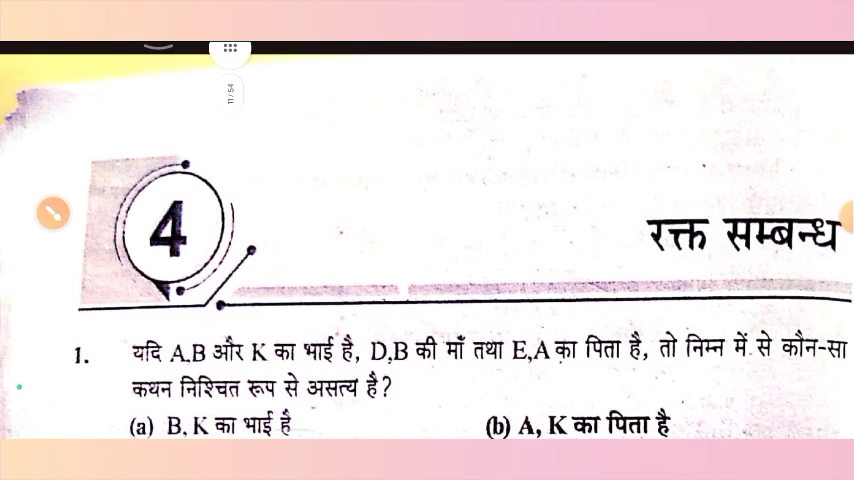 11/54
4
रक्त सम्बन्ध
1. यदि A,B और K का भाई है, D,B की माँ तथा E,A का पिता है, तो निम्न में से कौन-सा
कथन निश्चित रूप से असत्य है?
(a) B, K का भाई है (b) A, K का पिता है